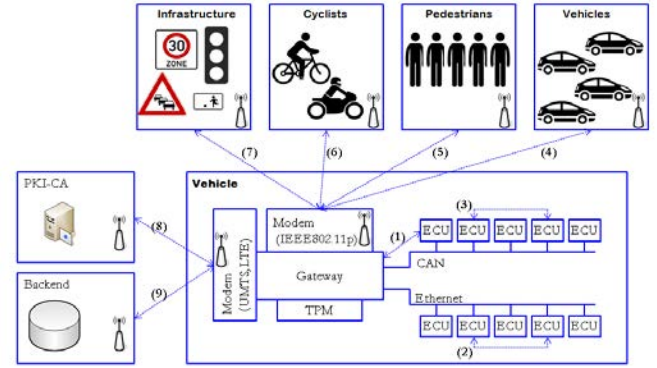 Infrastructure
Cyclists
Pedestrians
Vehicles
30
ZONE
(7)
(6)
(5)
(4)
PKI-CA
(8)
Backend
(9)
Vehicle
Modem
(UMTS,LTE)
Modem
(IEEE802.11p)
Gateway
TPM
(1)
(3)
ECU ECU ECU ECU ECU
CAN
Ethernet
ECU ECU ECU ECU ECU
(2)